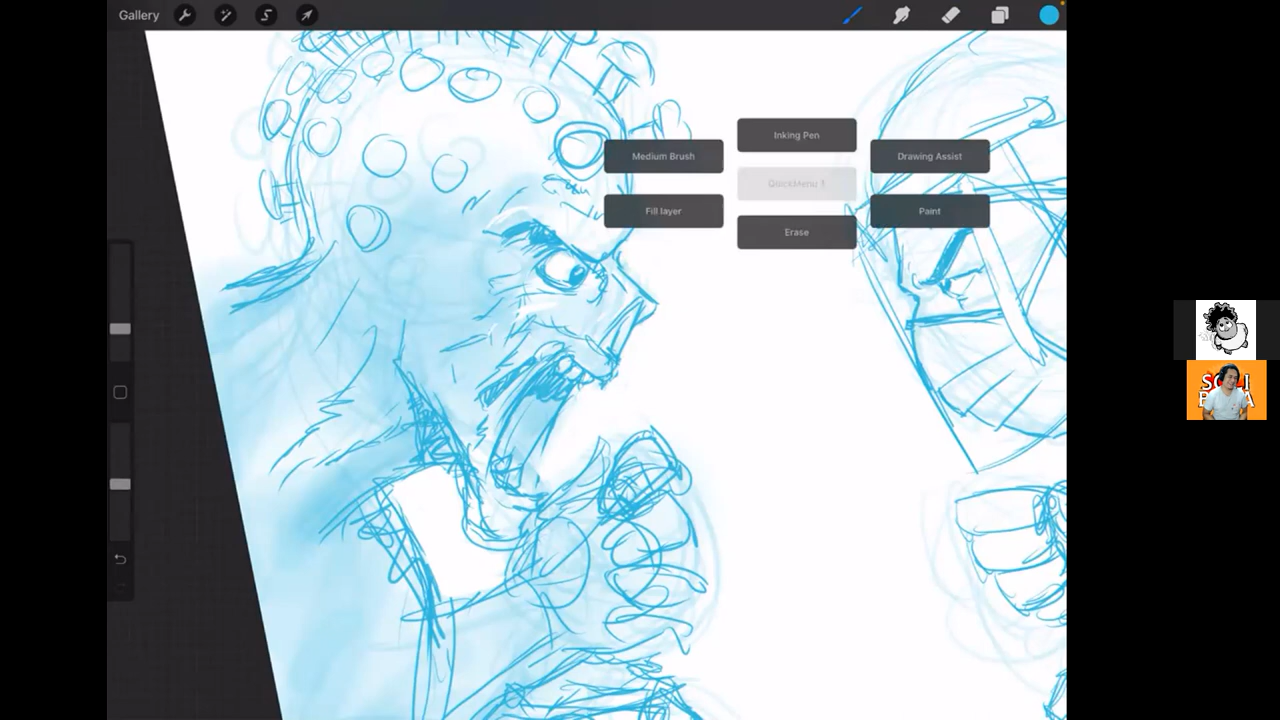 Gallery
Inking Pen
Medium Brush
Drawing Assist
QuickMenu 1
Fill layer
Paint
Erase